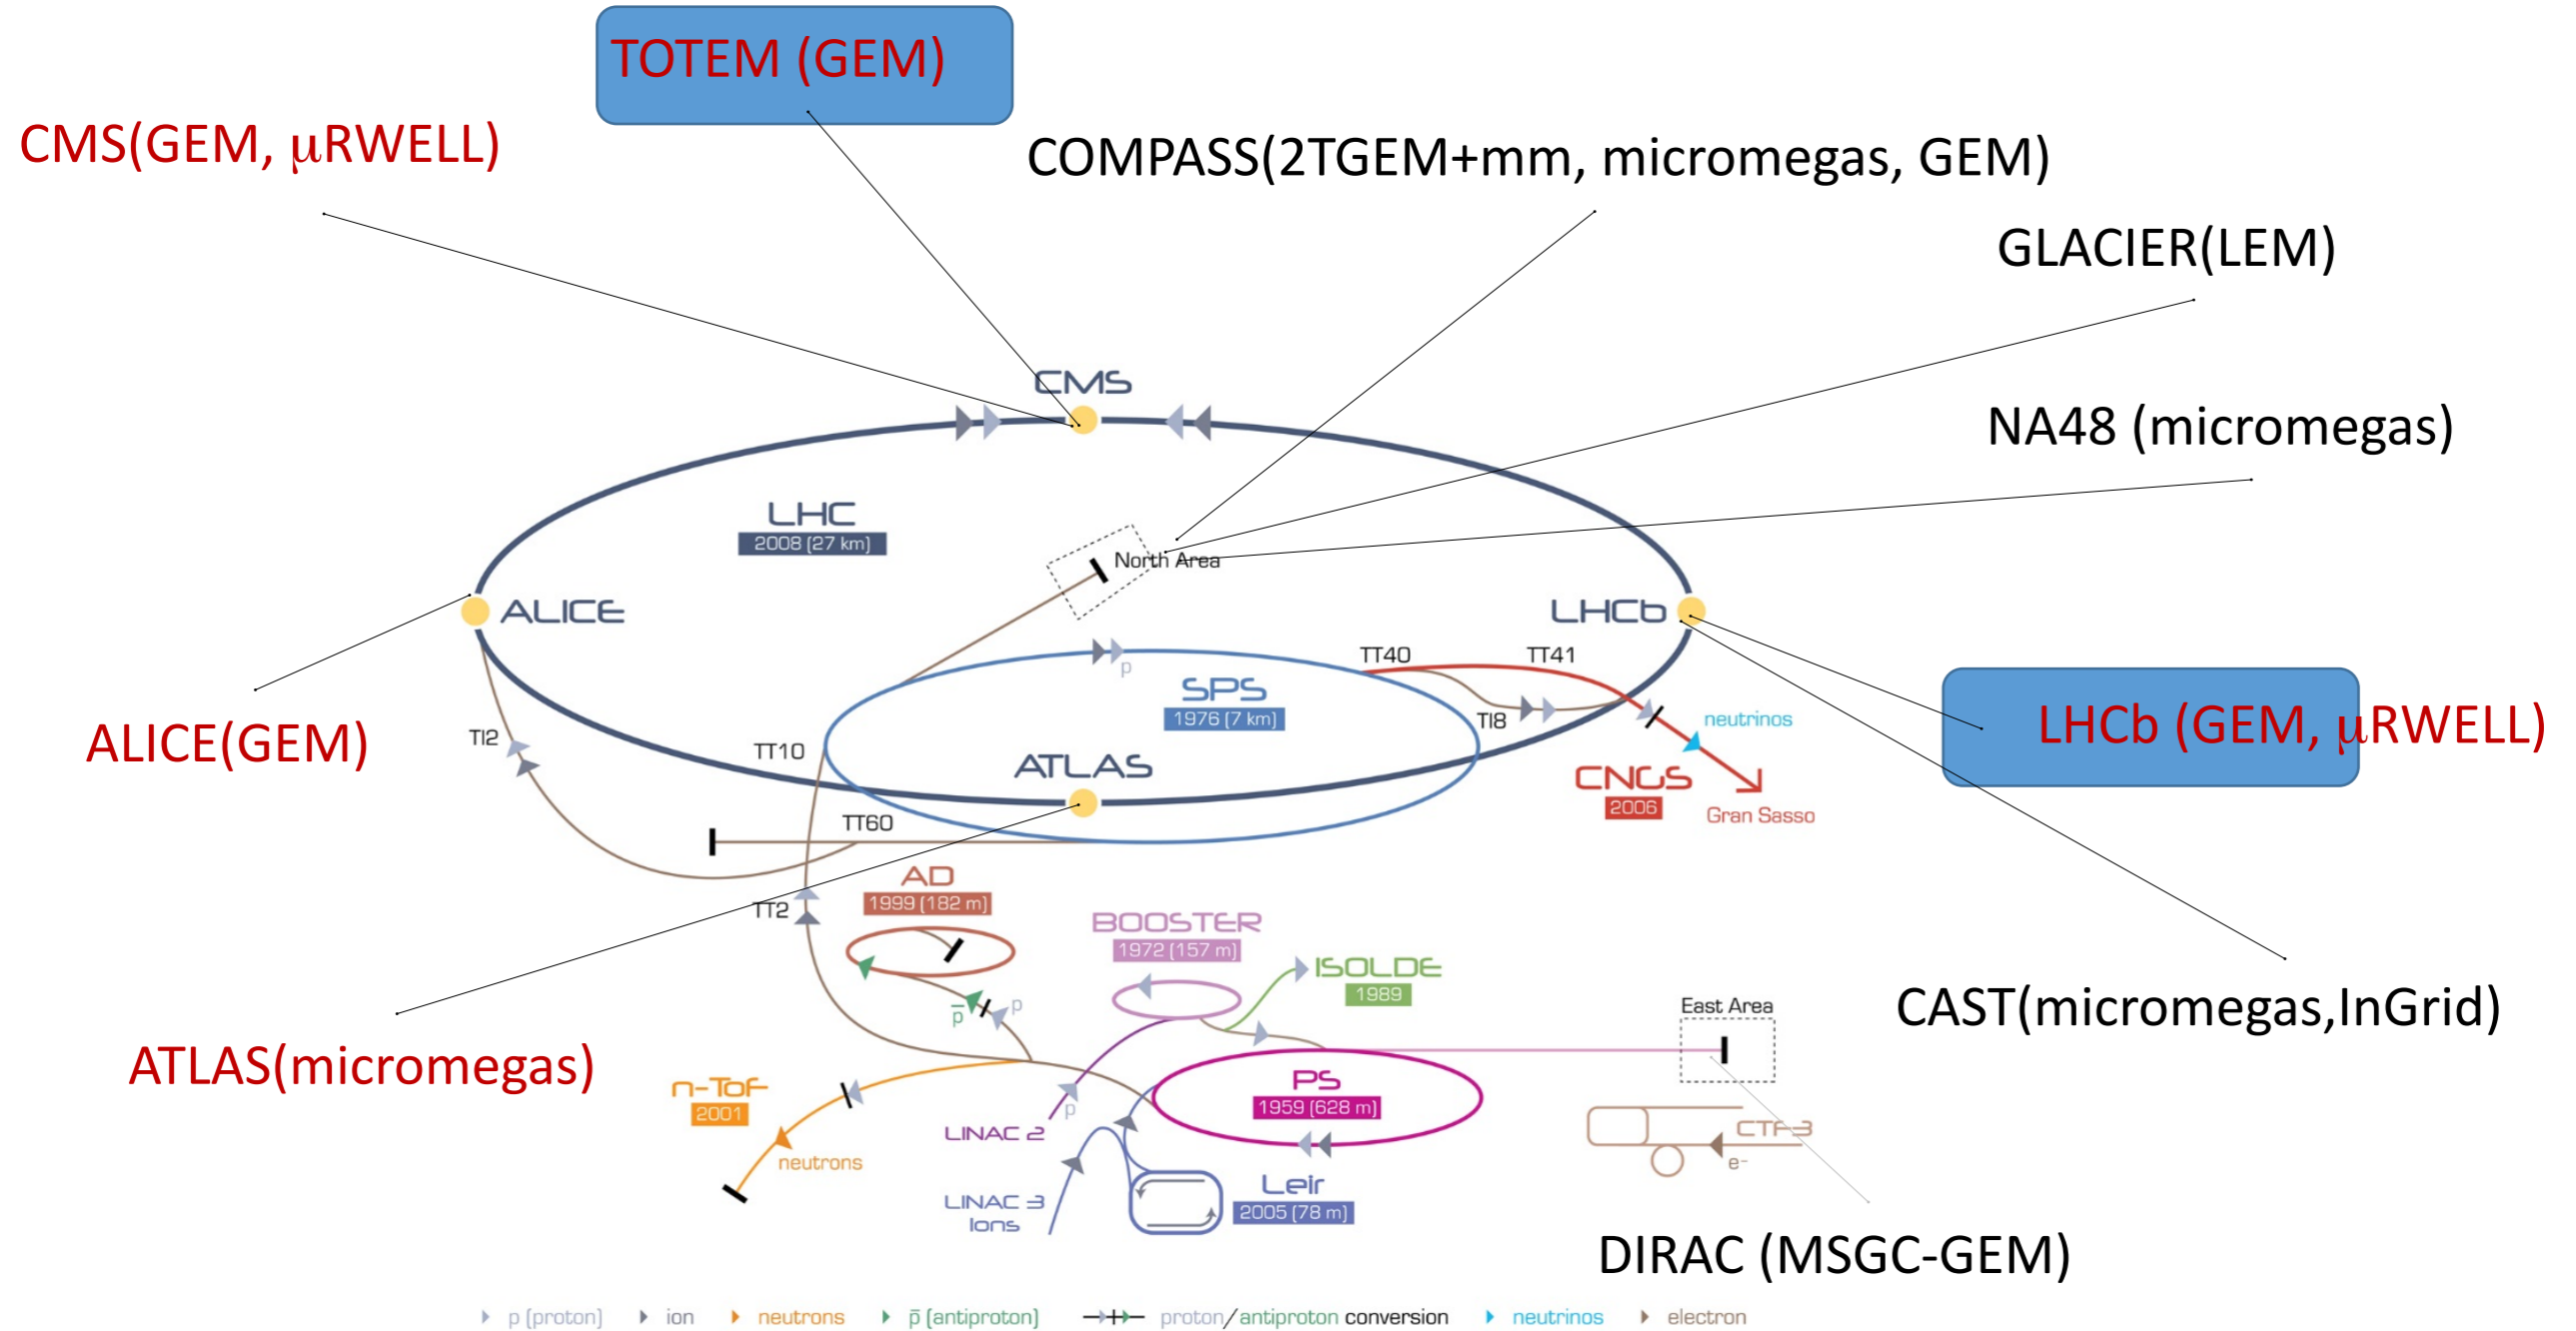 TOTEM (GEM)
CMS(GEM, μRWELL)
COMPASS(2TGEM+mm, micromegas, GEM)
GLACIER(LEM)
CMS
NA48 (micromegas)
LHC
2008 (27 km)
North Area
ALICE
LHCb
TT40
TT41
p
SPS
1976 (7 km)
TI8
neutrinos
LHCb (GEM, μRWELL)
ALICE(GEM)
TI2
TT10
ATLAS
CNGS
2006
Gran Sasso
TT60
AD
1999 (182 m)
TT2
BOOSTER
1972 (157 m)
ISOLDE
1989
p̄
p
East Area
CAST(micromegas,InGrid)
ATLAS(micromegas)
n-ToF
2001
p
PS
1959 (628 m)
LINAC 2
CTF3
e-
neutrons
LINAC 3
Ions
Leir
2005 (78 m)
DIRAC (MSGC-GEM)
p (proton) ion neutrons p̄ (antiproton) proton/antiproton conversion neutrinos electron